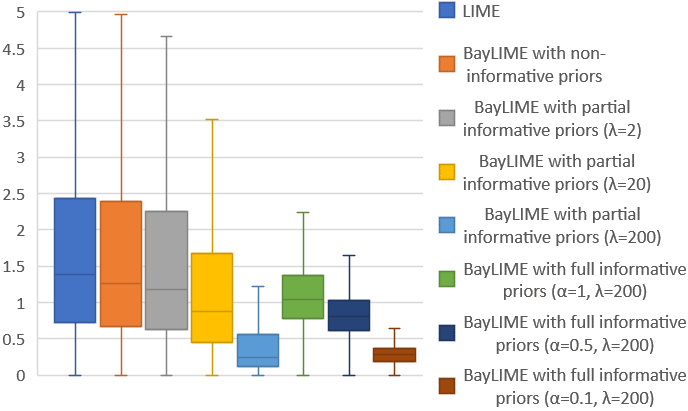 5
4.5
4
3.5
3
2.5
2
1.5
1
0.5
0
LIME
BayLIME with non-
informative priors
BayLIME with partial
informative priors (λ=2)
BayLIME with partial
informative priors (λ=20)
BayLIME with partial
informative priors (λ=200)
BayLIME with full informative
priors (α=1, λ=200)
BayLIME with full informative
priors (α=0.5, λ=200)
BayLIME with full informative
priors (α=0.1, λ=200)